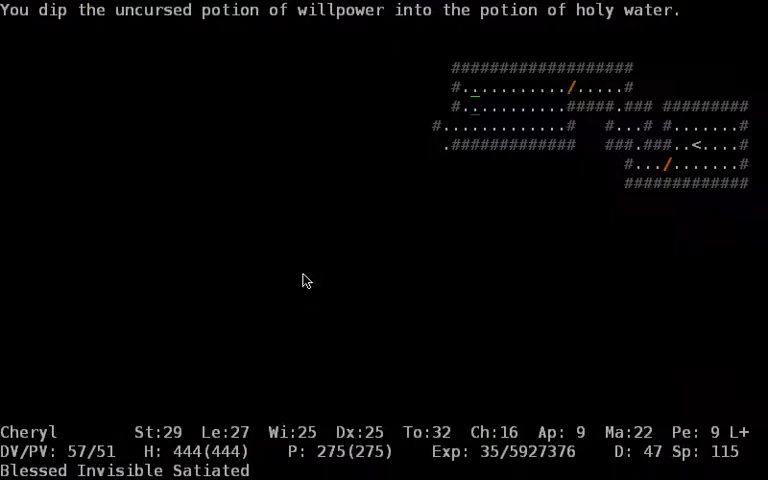 You dip the uncursed potion of willpower into the potion of holy water.
###################
#._.........../.....#
#._..........#####.### #########
#.............# #...# #.......#
.############# ###.###..<....#
#.../.......#
#############
Cheryl St:29 Le:27 Wi:25 Dx:25 To:32 Ch:16 Ap: 9 Ma:22 Pe: 9 L+
DV/PV: 57/51 H: 444(444) P: 275(275) Exp: 35/5927376 D: 47 Sp: 115
Blessed Invisible Satiated